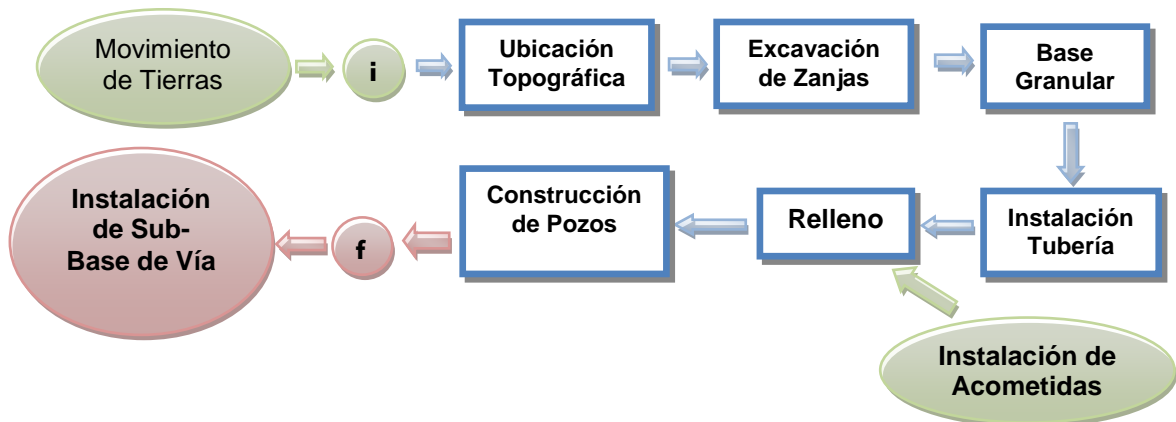 Movimiento
de Tierras
i
Ubicación
Topográfica
Excavación
de Zanjas
Base
Granular
Instalación
Tubería
Relleno
Construcción
de Pozos
f
Instalación
de Sub-
Base de Vía
Instalación de
Acometidas